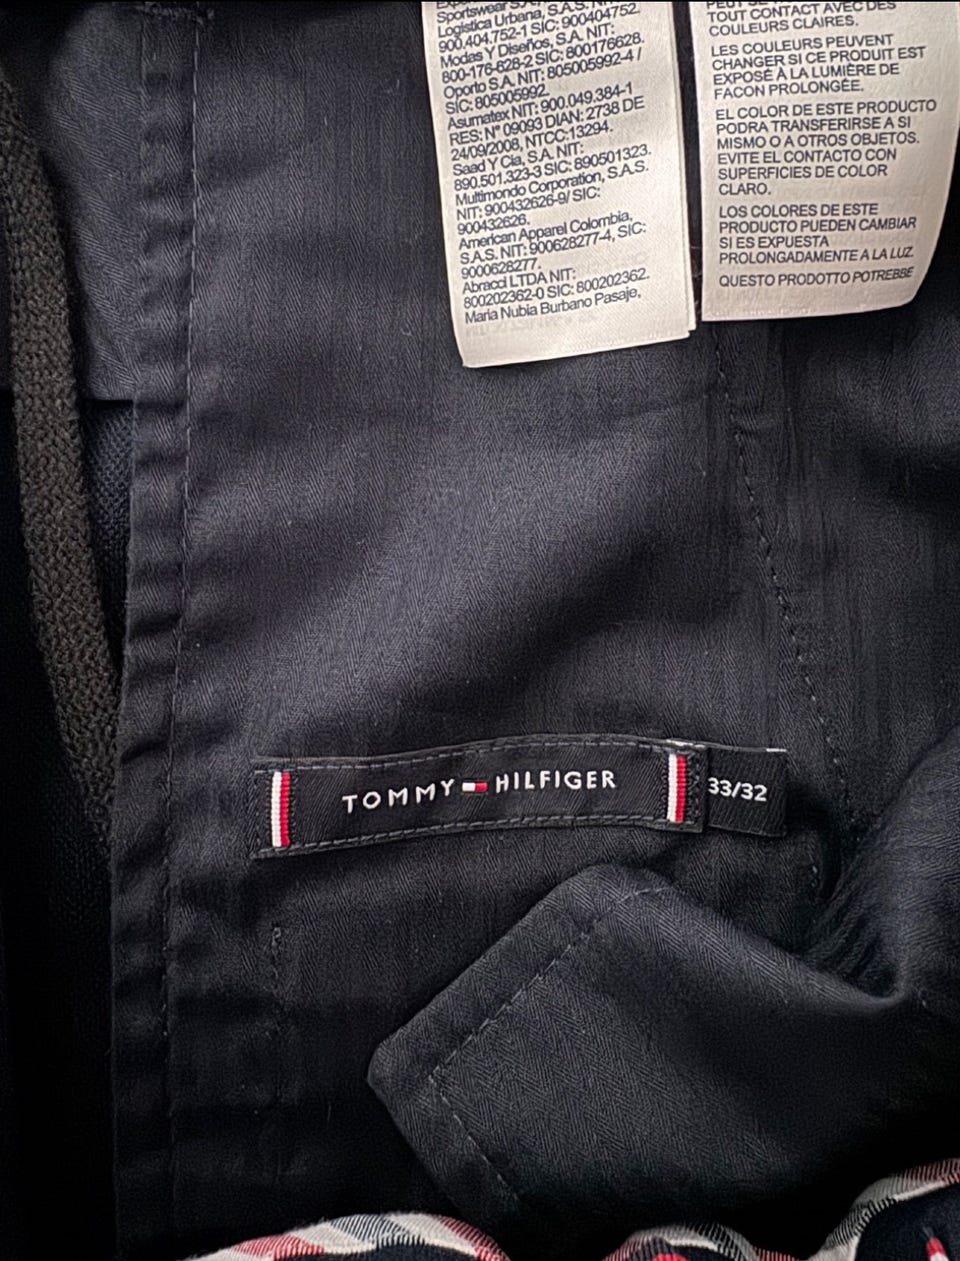 Sportswear S.A.S. N
Logística Urbana, S.A.S. N
900.404.752-1 SIC: 900404752.
Modas Y Diseños, S.A. NIT:
800-176-628-2 SIC: 800176628.
Oporto S.A. NIT: 805005992-4 /
SIC: 805005992.
Asumatex NIT: 900.049.384-1
RES: Nº 09093 DIAN: 2738 DE
24/09/2008, NTCC:13294.
Saad Y Cia, S.A. NIT:
890.501.323-3 SIC: 890501323.
Multimondo Corporation, S.A.S.
NIT: 900432626-9/ SIC:
900432626.
American Apparel Colombia,
S.A.S. NIT: 900628277-4, SIC:
9000628277.
Abracci LTDA NIT:
800202362-0 SIC: 800202362.
Maria Nubia Burbano Pasaje,
PEUT SE
TOUT CONTACT AVEC DES
COULEURS CLAIRES.
LES COULEURS PEUVENT
CHANGER SI CE PRODUIT EST
EXPOSÉ À LA LUMIÈRE DE
FACON PROLONGÉE.
EL COLOR DE ESTE PRODUCTO
PODRA TRANSFERIRSE A SI
MISMO O A OTROS OBJETOS.
EVITE EL CONTACTO CON
SUPERFICIES DE COLOR
CLARO.
LOS COLORES DE ESTE
PRODUCTO PUEDEN CAMBIAR
SI ES EXPUESTA
PROLONGADAMENTE A LA LUZ.
QUESTO PRODOTTO POTREBBE
TOMMY HILFIGER
33/32